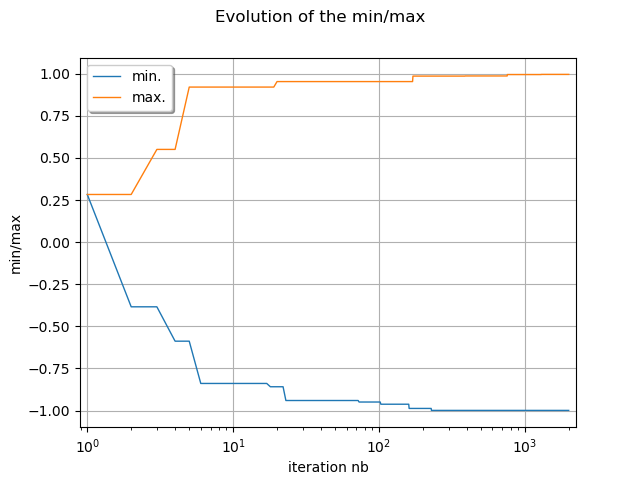 Evolution of the min/max
min.
max.
1.00
0.75
0.50
0.25
0.00
−0.25
−0.50
−0.75
−1.00
min/max
10⁰
10¹
10²
10³
iteration nb